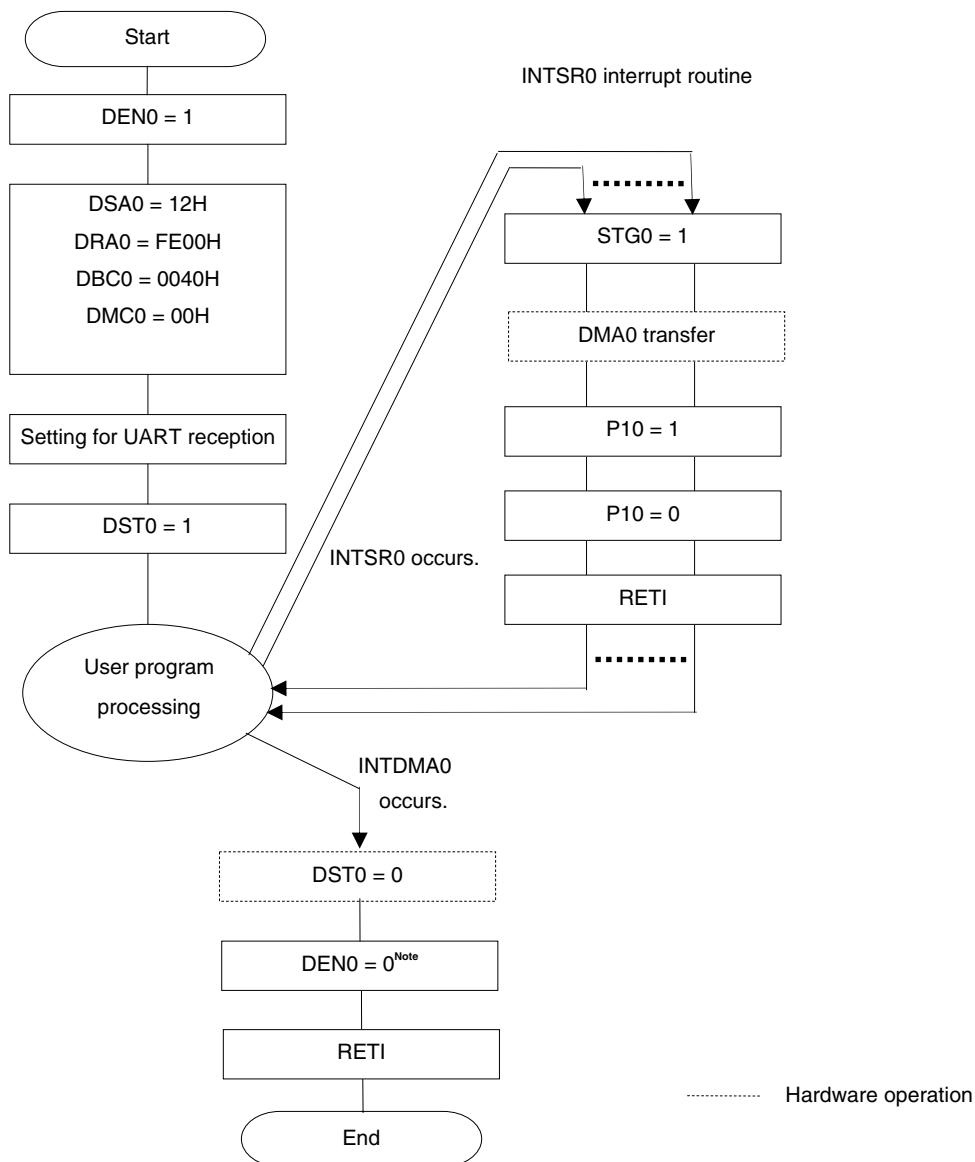 Start
DEN0 = 1
DSA0 = 12H
DRA0 = FE00H
DBC0 = 0040H
DMC0 = 00H
Setting for UART reception
DST0 = 1
User program
processing
INTSR0 occurs.
INTSR0 interrupt routine
STG0 = 1
DMA0 transfer
P10 = 1
P10 = 0
RETI
INTDMA0
occurs.
DST0 = 0
DEN0 = 0Note
RETI
End
Hardware operation